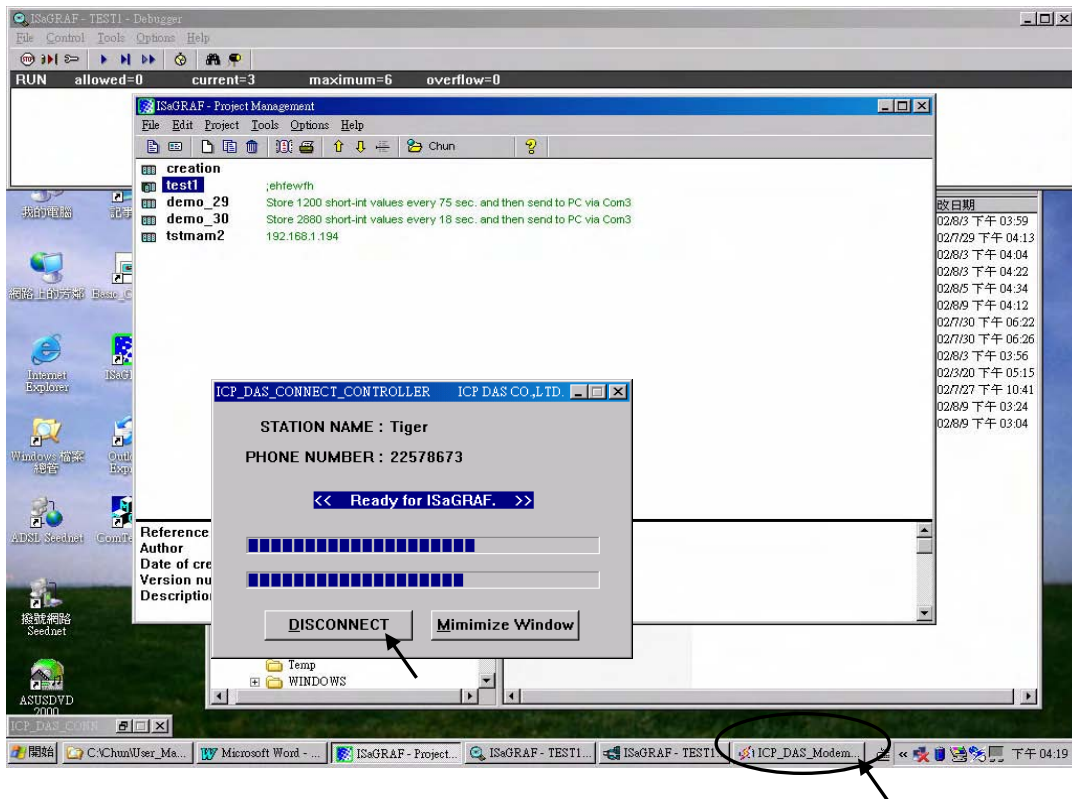 ISaGRAF - TEST1 - Debugger
File Control Tools Options Help
RUN allowed=0 current=3 maximum=6 overflow=0
ISaGRAF - Project Management
File Edit Project Tools Options Help
Chun
creation
test1 ;ehfewfh
demo_29 Store 1200 short-int values every 75 sec. and then send to PC via Com3
demo_30 Store 2880 short-int values every 18 sec. and then send to PC via Com3
tstmam2 192.168.1.194
我的電腦
改日期
02/8/3 下午 03:59
02/7/29 下午 04:13
02/8/3 下午 04:04
02/8/3 下午 04:22
02/8/5 下午 04:34
02/8/9 下午 04:12
02/7/30 下午 06:22
02/7/30 下午 06:26
02/8/3 下午 03:56
02/3/20 下午 05:15
02/7/27 下午 10:41
02/8/9 下午 03:24
02/8/9 下午 03:04
網路上的芳鄰
Basic_C
Internet Explorer
ISaG
Windows 檔案總管
Outl
Exp
ADSL Seednet
ComTe
撥號網路
Seednet
ASUSDVD
2000
ICP_DAS_CONNECT_CONTROLLER ICP DAS CO.,LTD.
STATION NAME : Tiger
PHONE NUMBER : 22578673
<< Ready for ISaGRAF. >>
DISCONNECT
Mimimize Window
Reference
Author
Date of cre
Version nu
Descriptio
Temp
WINDOWS
ICP_DAS_CONN
開始
C:\Chun\User_Ma...
Microsoft Word - ...
ISaGRAF - Project...
ISaGRAF - TEST1...
ISaGRAF - TEST1...
ICP_DAS_Modem...
«
下午 04:19